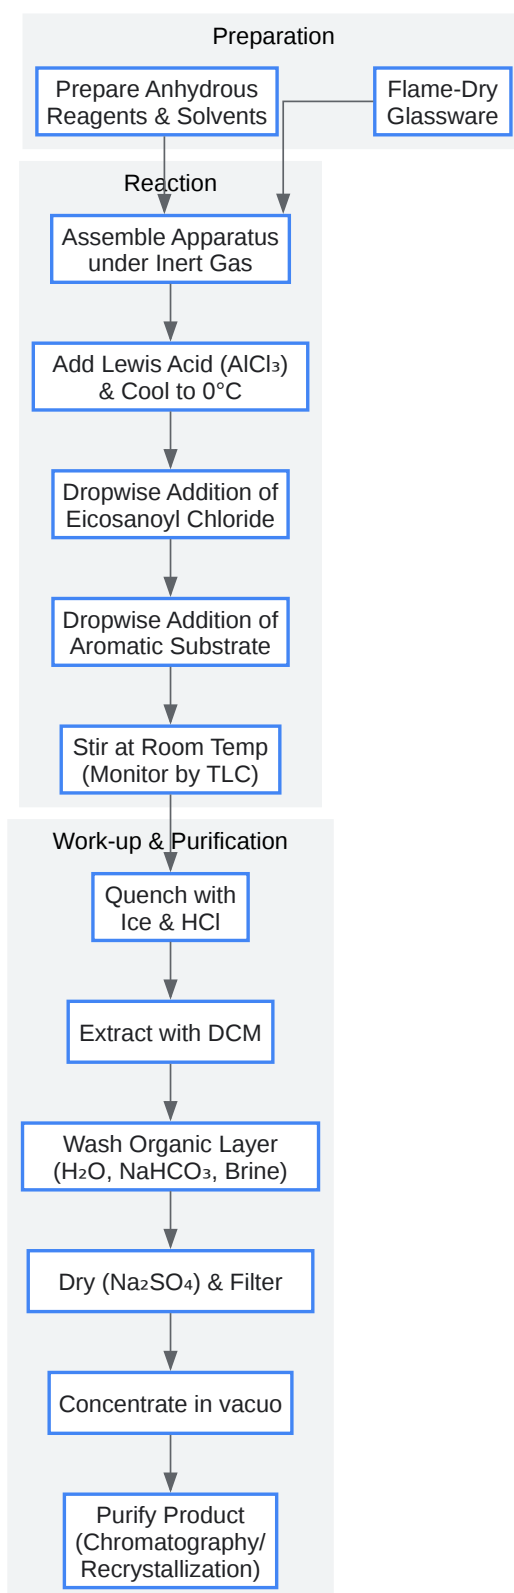 Preparation
Prepare Anhydrous
Reagents & Solvents
Flame-Dry
Glassware
Reaction
Assemble Apparatus
under Inert Gas
Add Lewis Acid (AlCl₃)
& Cool to 0°C
Dropwise Addition of
Eicosanoyl Chloride
Dropwise Addition of
Aromatic Substrate
Stir at Room Temp
(Monitor by TLC)
Work-up & Purification
Quench with
Ice & HCl
Extract with DCM
Wash Organic Layer
(H₂O, NaHCO₃, Brine)
Dry (Na₂SO₄) & Filter
Concentrate in vacuo
Purify Product
(Chromatography/
Recrystallization)